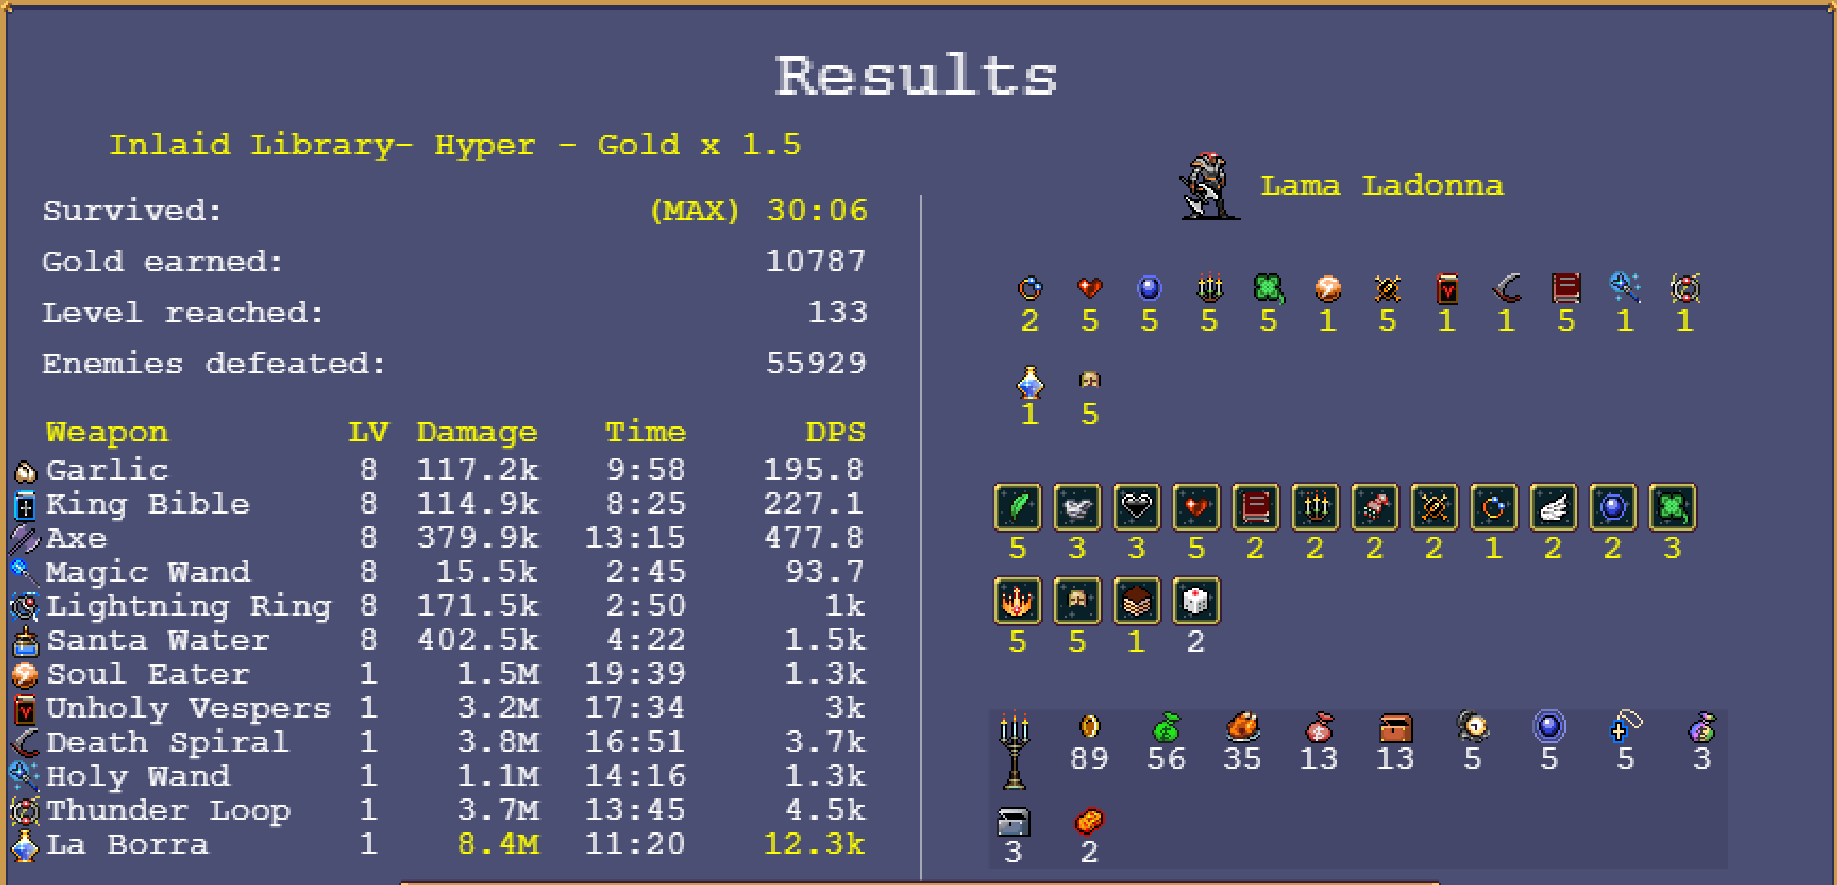 Results
Inlaid Library- Hyper - Gold x 1.5
Survived: (MAX) 30:06
Gold earned: 10787
Level reached: 133
Enemies defeated: 55929
Weapon LV Damage Time DPS
Garlic 8 117.2k 9:58 195.8
King Bible 8 114.9k 8:25 227.1
Axe 8 379.9k 13:15 477.8
Magic Wand 8 15.5k 2:45 93.7
Lightning Ring 8 171.5k 2:50 1k
Santa Water 8 402.5k 4:22 1.5k
Soul Eater 1 1.5M 19:39 1.3k
Unholy Vespers 1 3.2M 17:34 3k
Death Spiral 1 3.8M 16:51 3.7k
Holy Wand 1 1.1M 14:16 1.3k
Thunder Loop 1 3.7M 13:45 4.5k
La Borra 1 8.4M 11:20 12.3k
Lama Ladonna
2 5 5 5 5 1 5 1 1 5 1 1
1 5
5 3 3 5 2 2 2 2 1 2 2 3
5 5 1 2
89 56 35 13 13 5 5 5 3
3 2